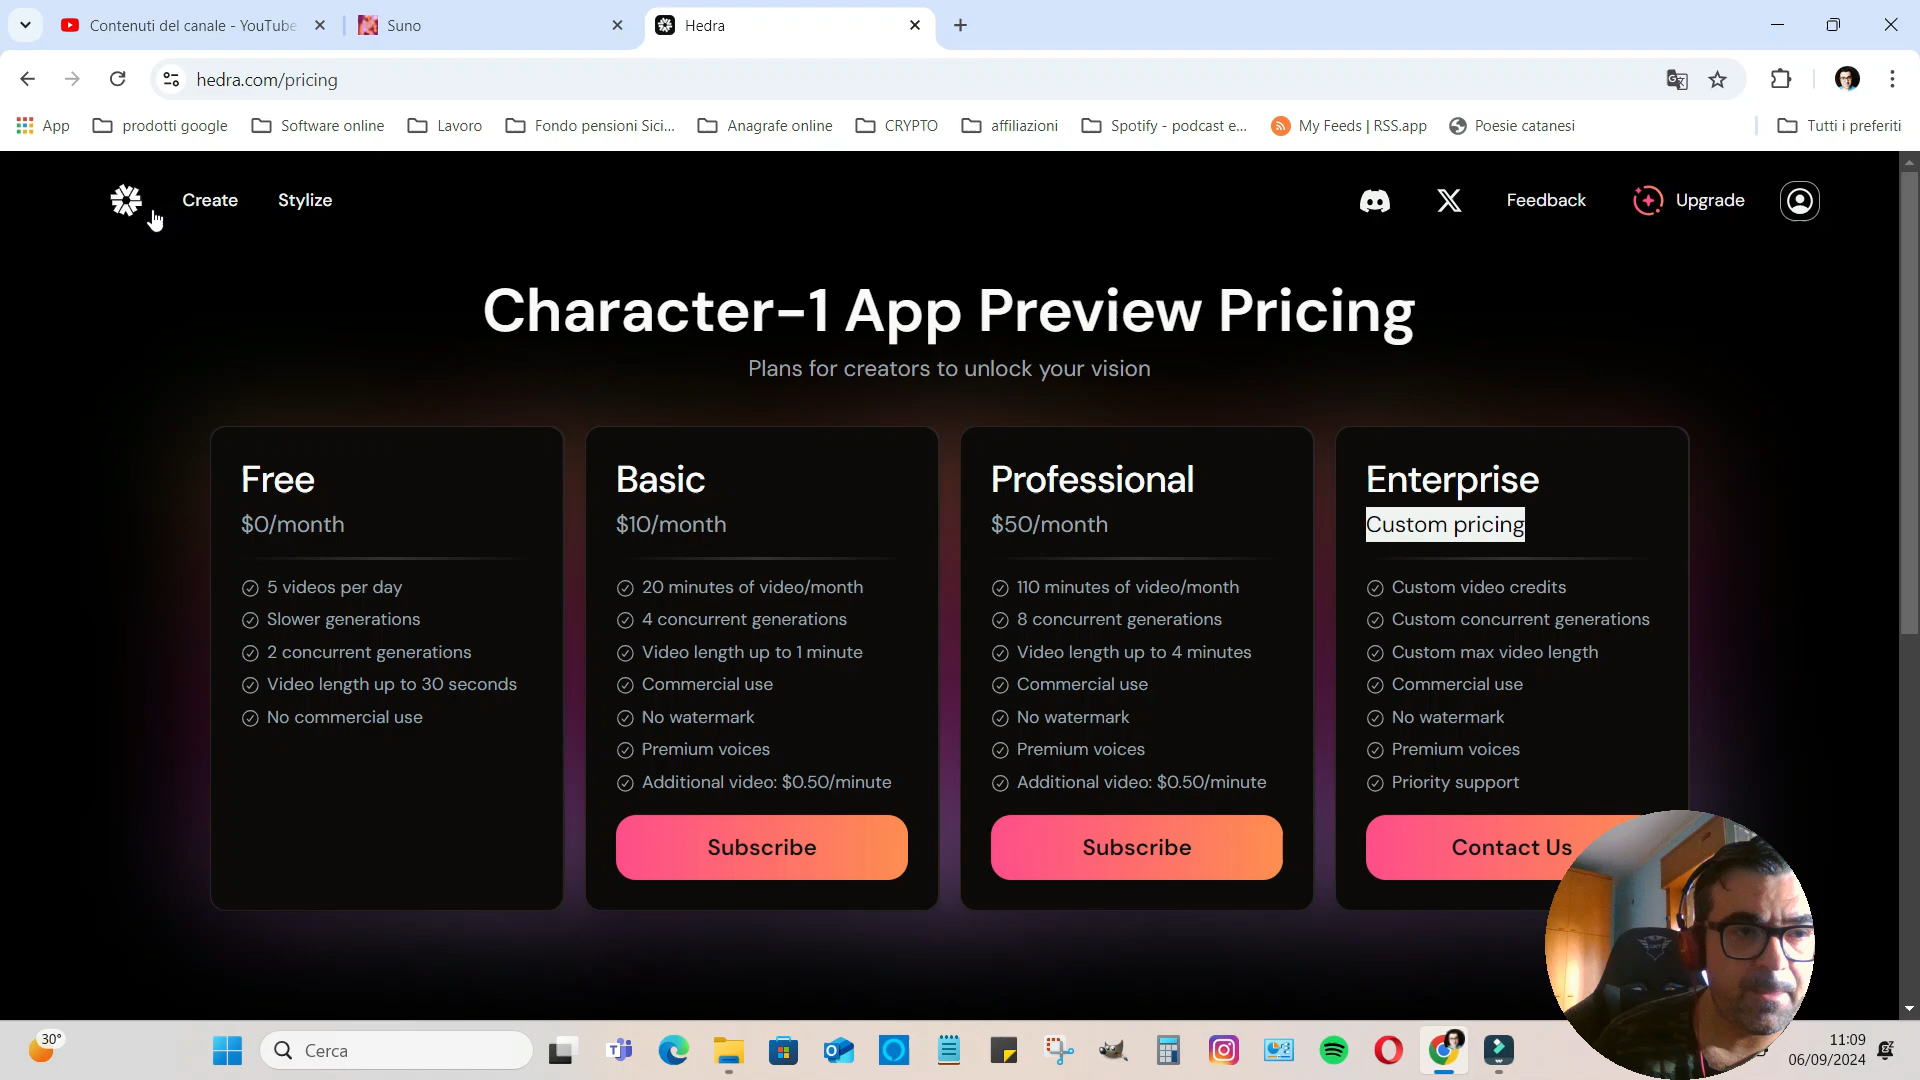 Contenuti del canale - YouTube
Suno
Hedra
hedra.com/pricing
App
prodotti google
Software online
Lavoro
Fondo pensioni Sici...
Anagrafe online
CRYPTO
affiliazioni
Spotify - podcast e...
My Feeds | RSS.app
Poesie catanesi
Tutti i preferiti
Create
Stylize
Feedback
Upgrade
Character-1 App Preview Pricing
Plans for creators to unlock your vision
Free
$0/month
5 videos per day
Slower generations
2 concurrent generations
Video length up to 30 seconds
No commercial use
Basic
$10/month
20 minutes of video/month
4 concurrent generations
Video length up to 1 minute
Commercial use
No watermark
Premium voices
Additional video: $0.50/minute
Subscribe
Professional
$50/month
110 minutes of video/month
8 concurrent generations
Video length up to 4 minutes
Commercial use
No watermark
Premium voices
Additional video: $0.50/minute
Subscribe
Enterprise
Custom pricing
Custom video credits
Custom concurrent generations
Custom max video length
Commercial use
No watermark
Premium voices
Priority support
Contact Us
30°
Cerca
11:09
06/09/2024